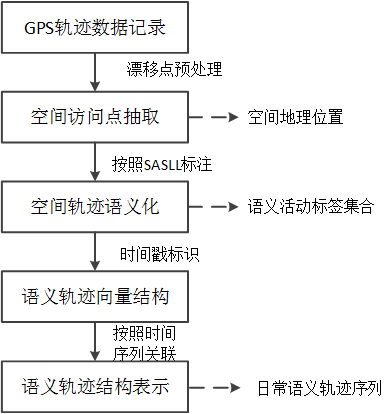 GPS轨迹数据记录
漂移点预处理
空间访问点抽取
空间地理位置
按照SASLL标注
空间轨迹语义化
语义活动标签集合
时间戳标识
语义轨迹向量结构
按照时间
序列关联
语义轨迹结构表示
日常语义轨迹序列